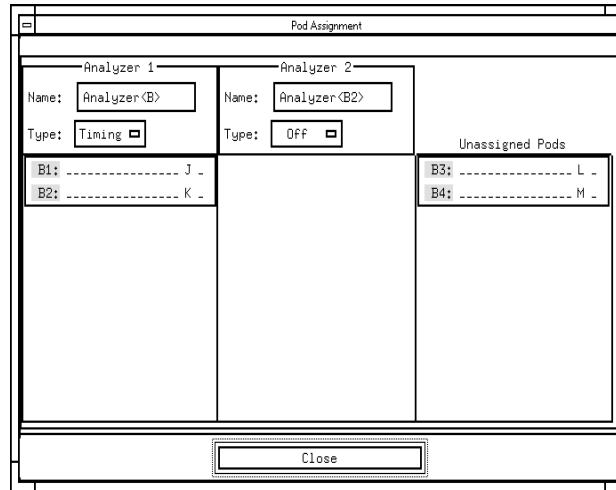 Pod Assignment
Analyzer 1
Name: Analyzer<B>
Type: Timing
B1: _ _ _ _ _ _ _ _ _ _ _ _ _ _ _ _ J _
B2: _ _ _ _ _ _ _ _ _ _ _ _ _ _ _ _ K _
Analyzer 2
Name: Analyzer<B2>
Type: Off
Unassigned Pods
B3: _ _ _ _ _ _ _ _ _ _ _ _ _ _ _ _ L _
B4: _ _ _ _ _ _ _ _ _ _ _ _ _ _ _ _ M _
Close